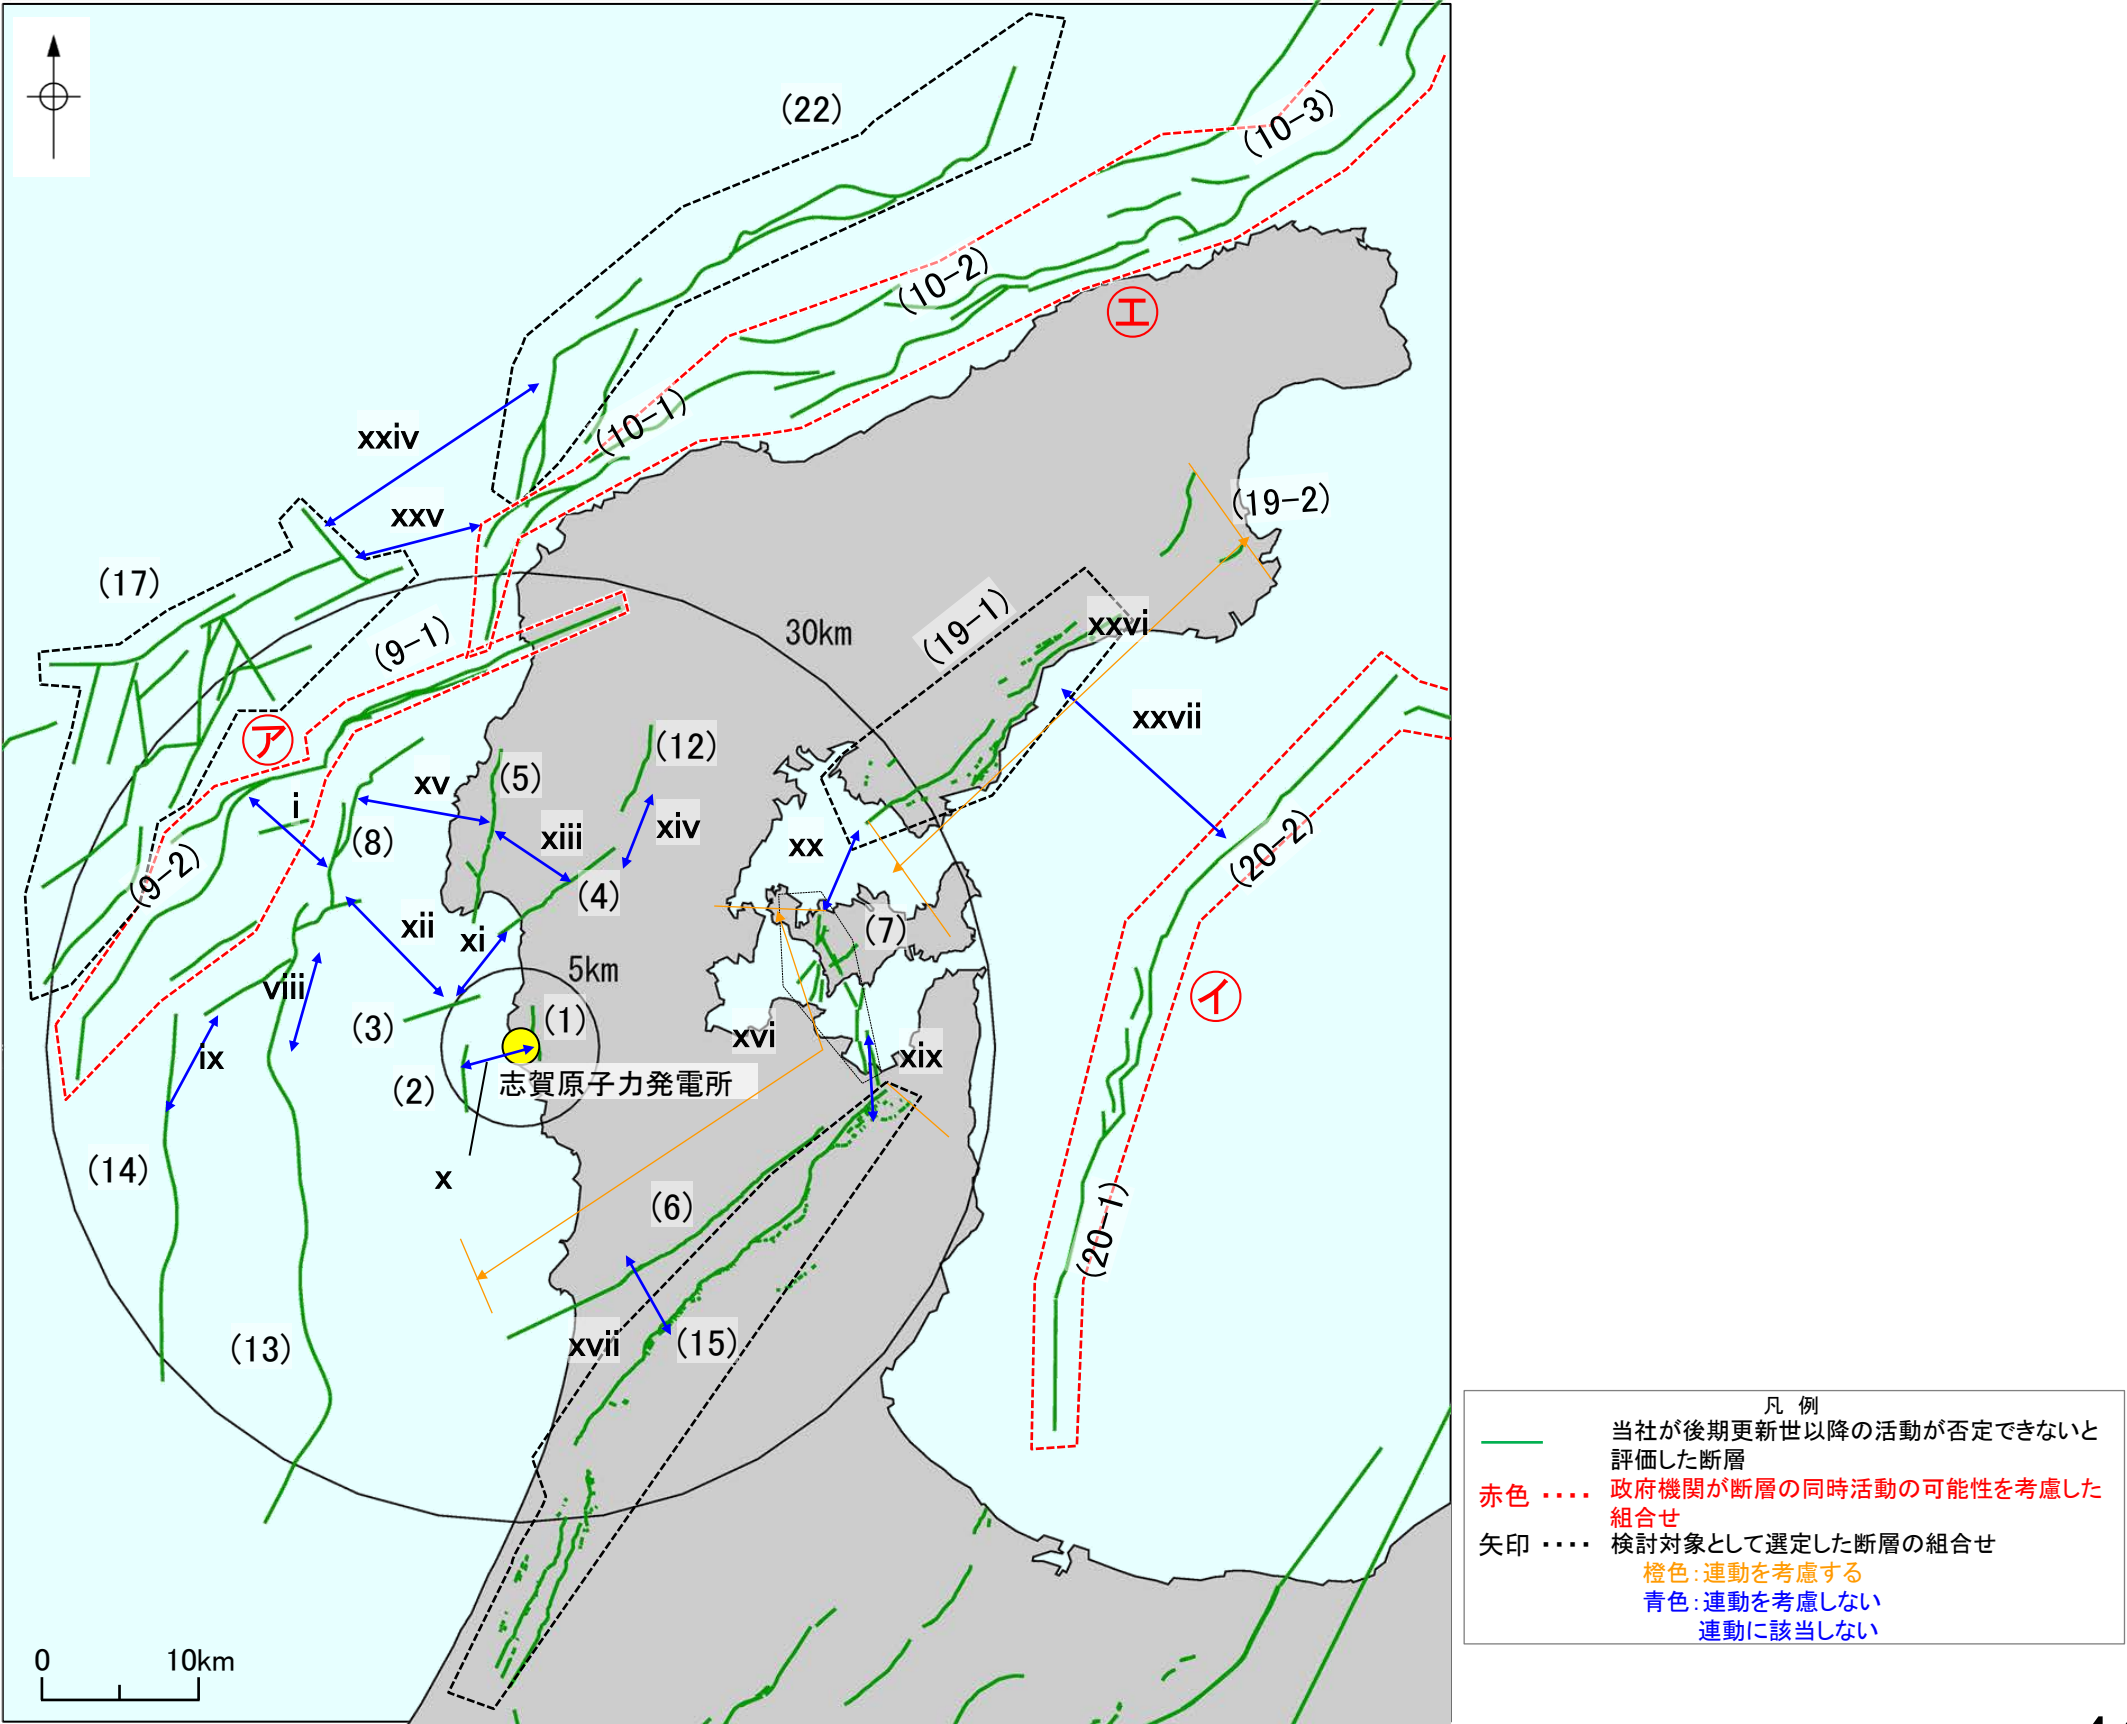 (22)
(10-3)
(10-2)
エ
(10-1)
xxiv
xxv
(19-2)
(17)
(9-1)
30km
(19-1)
xxvi
xxvii
ア
(5)
(12)
xv
i
xiii
xiv
(8)
xx
(9-2)
(4)
(20-2)
xii
xi
(7)
5km
viii
イ
(3)
(1)
ix
xvi
xix
(2)
志賀原子力発電所
(14)
x
(6)
(20-1)
(13)
xvii
(15)
0 10km
凡 例
当社が後期更新世以降の活動が否定できないと
評価した断層
赤色 ・・・・ 政府機関が断層の同時活動の可能性を考慮した
組合せ
矢印 ・・・・ 検討対象として選定した断層の組合せ
橙色：連動を考慮する
青色：連動を考慮しない
連動に該当しない